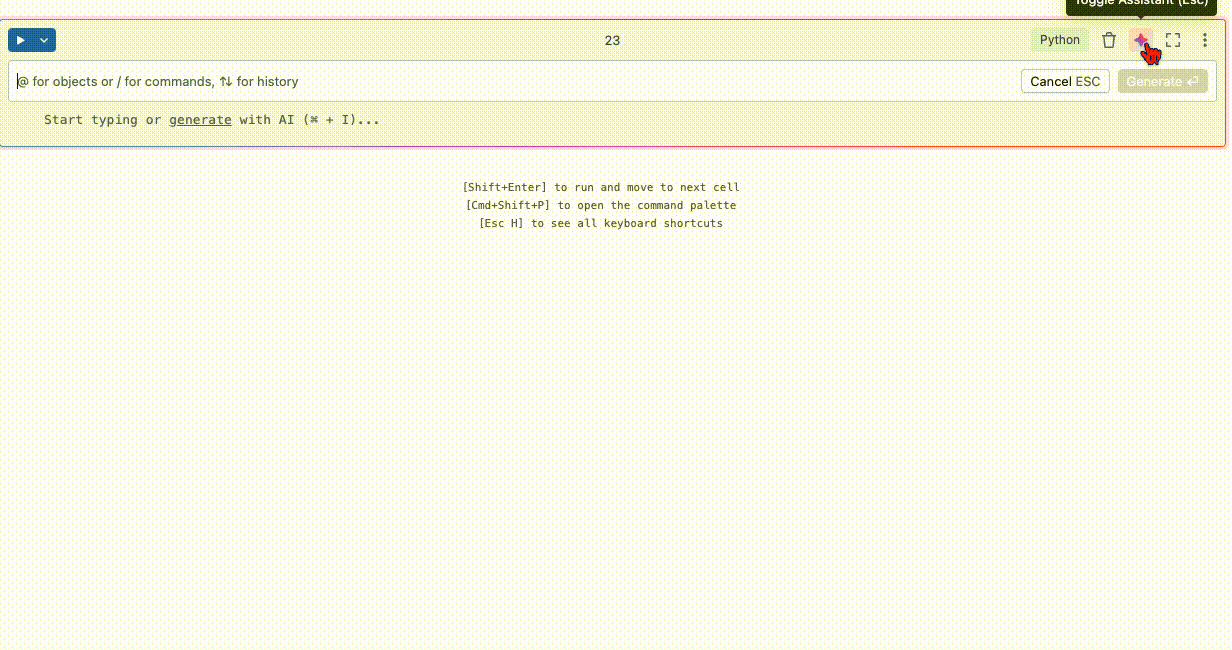 Toggle Assistant (Esc)
23
Python
@ for objects or / for commands, ⇅ for history
Cancel ESC
Generate ⏎
Start typing or generate with AI (⌘ + I)...
[Shift+Enter] to run and move to next cell
[Cmd+Shift+P] to open the command palette
[Esc H] to see all keyboard shortcuts